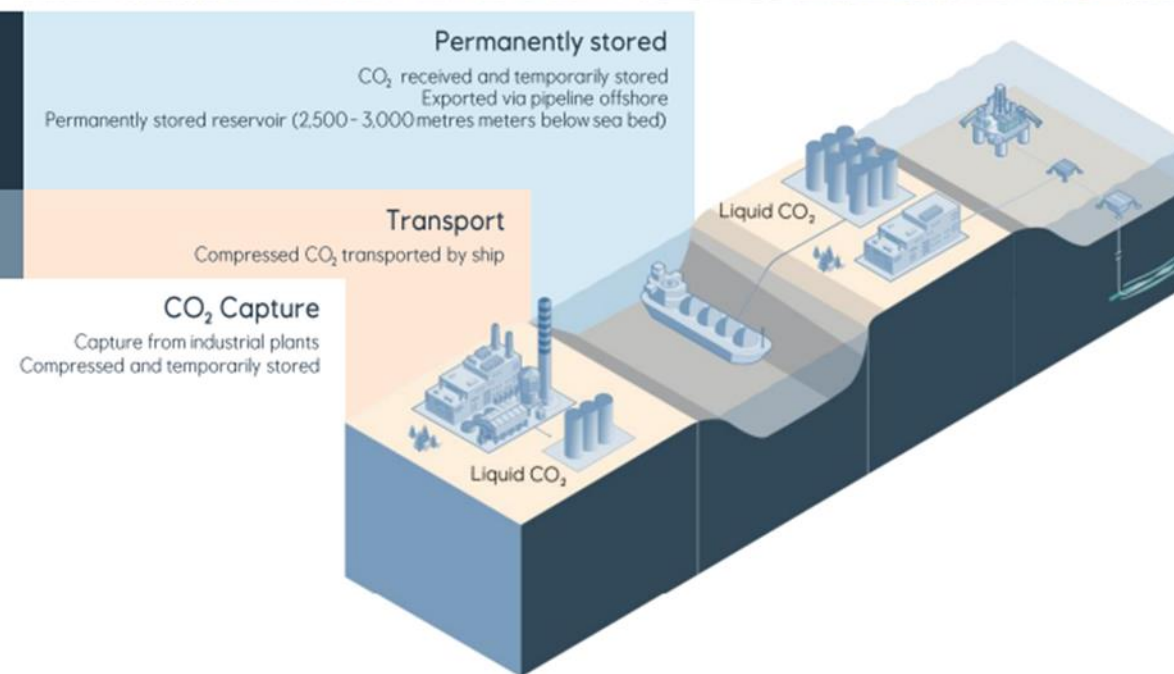 Permanently stored
CO₂ received and temporarily stored
Exported via pipeline offshore
Permanently stored reservoir (2,500 - 3,000 metres meters below sea bed)
Transport
Compressed CO₂ transported by ship
CO₂ Capture
Capture from industrial plants
Compressed and temporarily stored
Liquid CO₂
Liquid CO₂